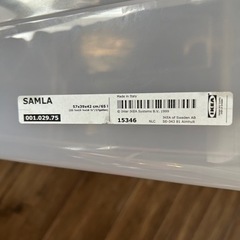 SAMLA
57x39x42 cm/65 l
001.029.75
Made in Italy
© Inter IKEA Systems B.V. 1999
15346
SLC
IKEA of Sweden AB
SE-343 81 Älmhult
IKEA